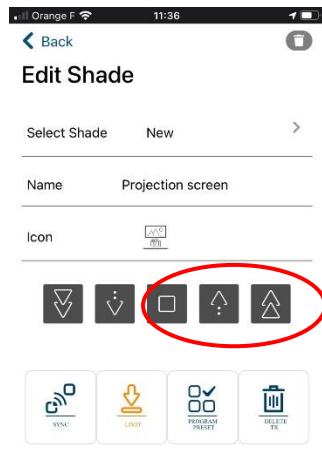 Orange F 11:36
Back
Edit Shade
Select Shade New
Name Projection screen
Icon
SYNC LIMIT PROGRAM PRESET DELETE TX